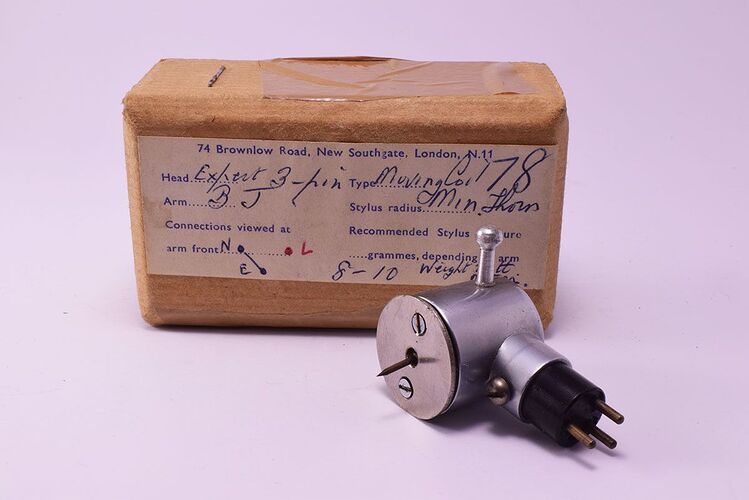 74 Brownlow Road, New Southgate, London, N.11
Head Expert 3-pin Type Moving Coil 78
Arm B J Stylus radius Min. Thorn
Connections viewed at Recommended Stylus
arm front N L grammes, depending arm
E 8-10 Weight